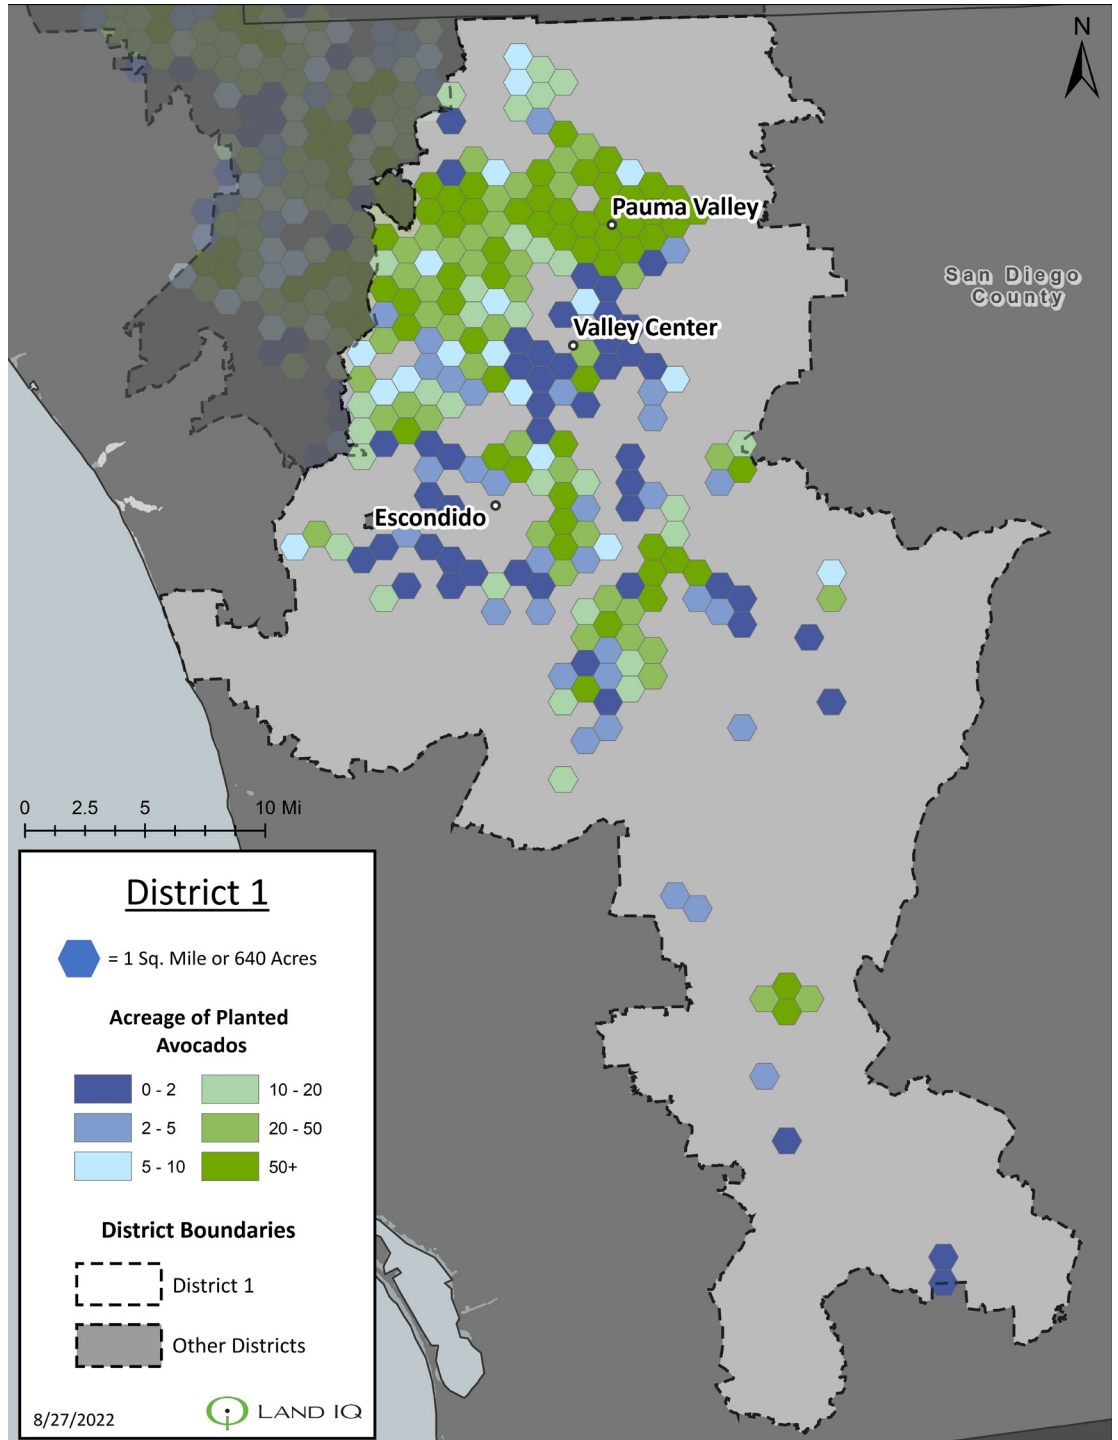 N
Pauma Valley
San Diego
County
Valley Center
Escondido
0 2.5 5 10 Mi
District 1
= 1 Sq. Mile or 640 Acres
Acreage of Planted
Avocados
0 - 2 10 - 20
2 - 5 20 - 50
5 - 10 50+
District Boundaries
District 1
Other Districts
8/27/2022 LAND IQ